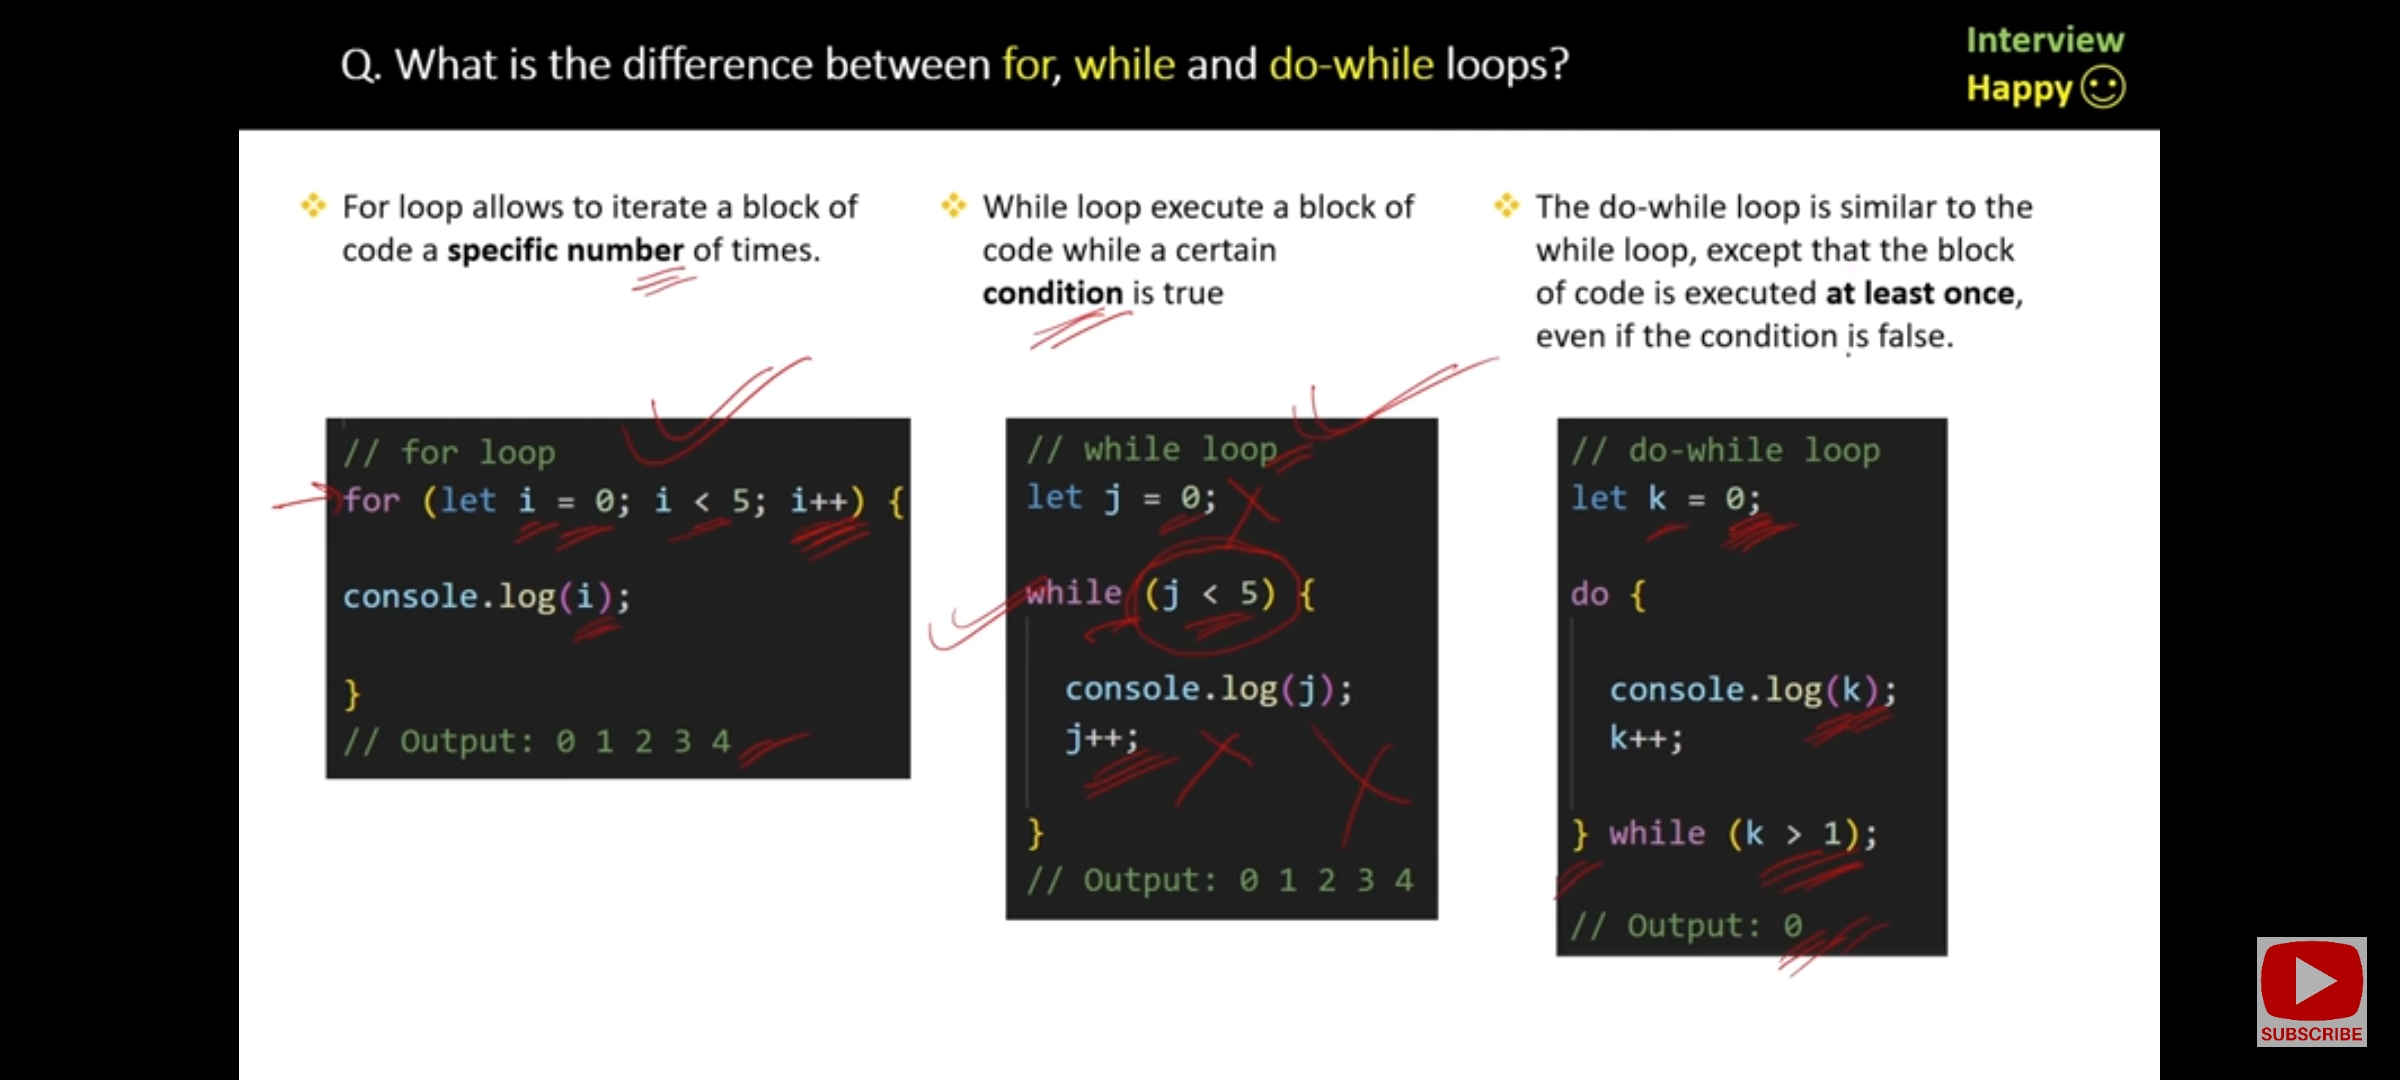 Q. What is the difference between for, while and do-while loops?
Interview
Happy
❖ For loop allows to iterate a block of
code a specific number of times.
// for loop
for (let i = 0; i < 5; i++) {
console.log(i);
}
// Output: 0 1 2 3 4
❖ While loop execute a block of
code while a certain
condition is true
// while loop
let j = 0;
while (j < 5) {
console.log(j);
j++;
}
// Output: 0 1 2 3 4
❖ The do-while loop is similar to the
while loop, except that the block
of code is executed at least once,
even if the condition is false.
// do-while loop
let k = 0;
do {
console.log(k);
k++;
} while (k > 1);
// Output: 0
SUBSCRIBE